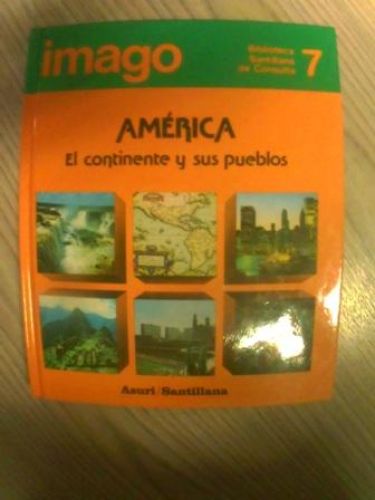 imago
Biblioteca
Santillana
de Consulta
7
AMÉRICA
El continente y sus pueblos
Asuri/Santillana